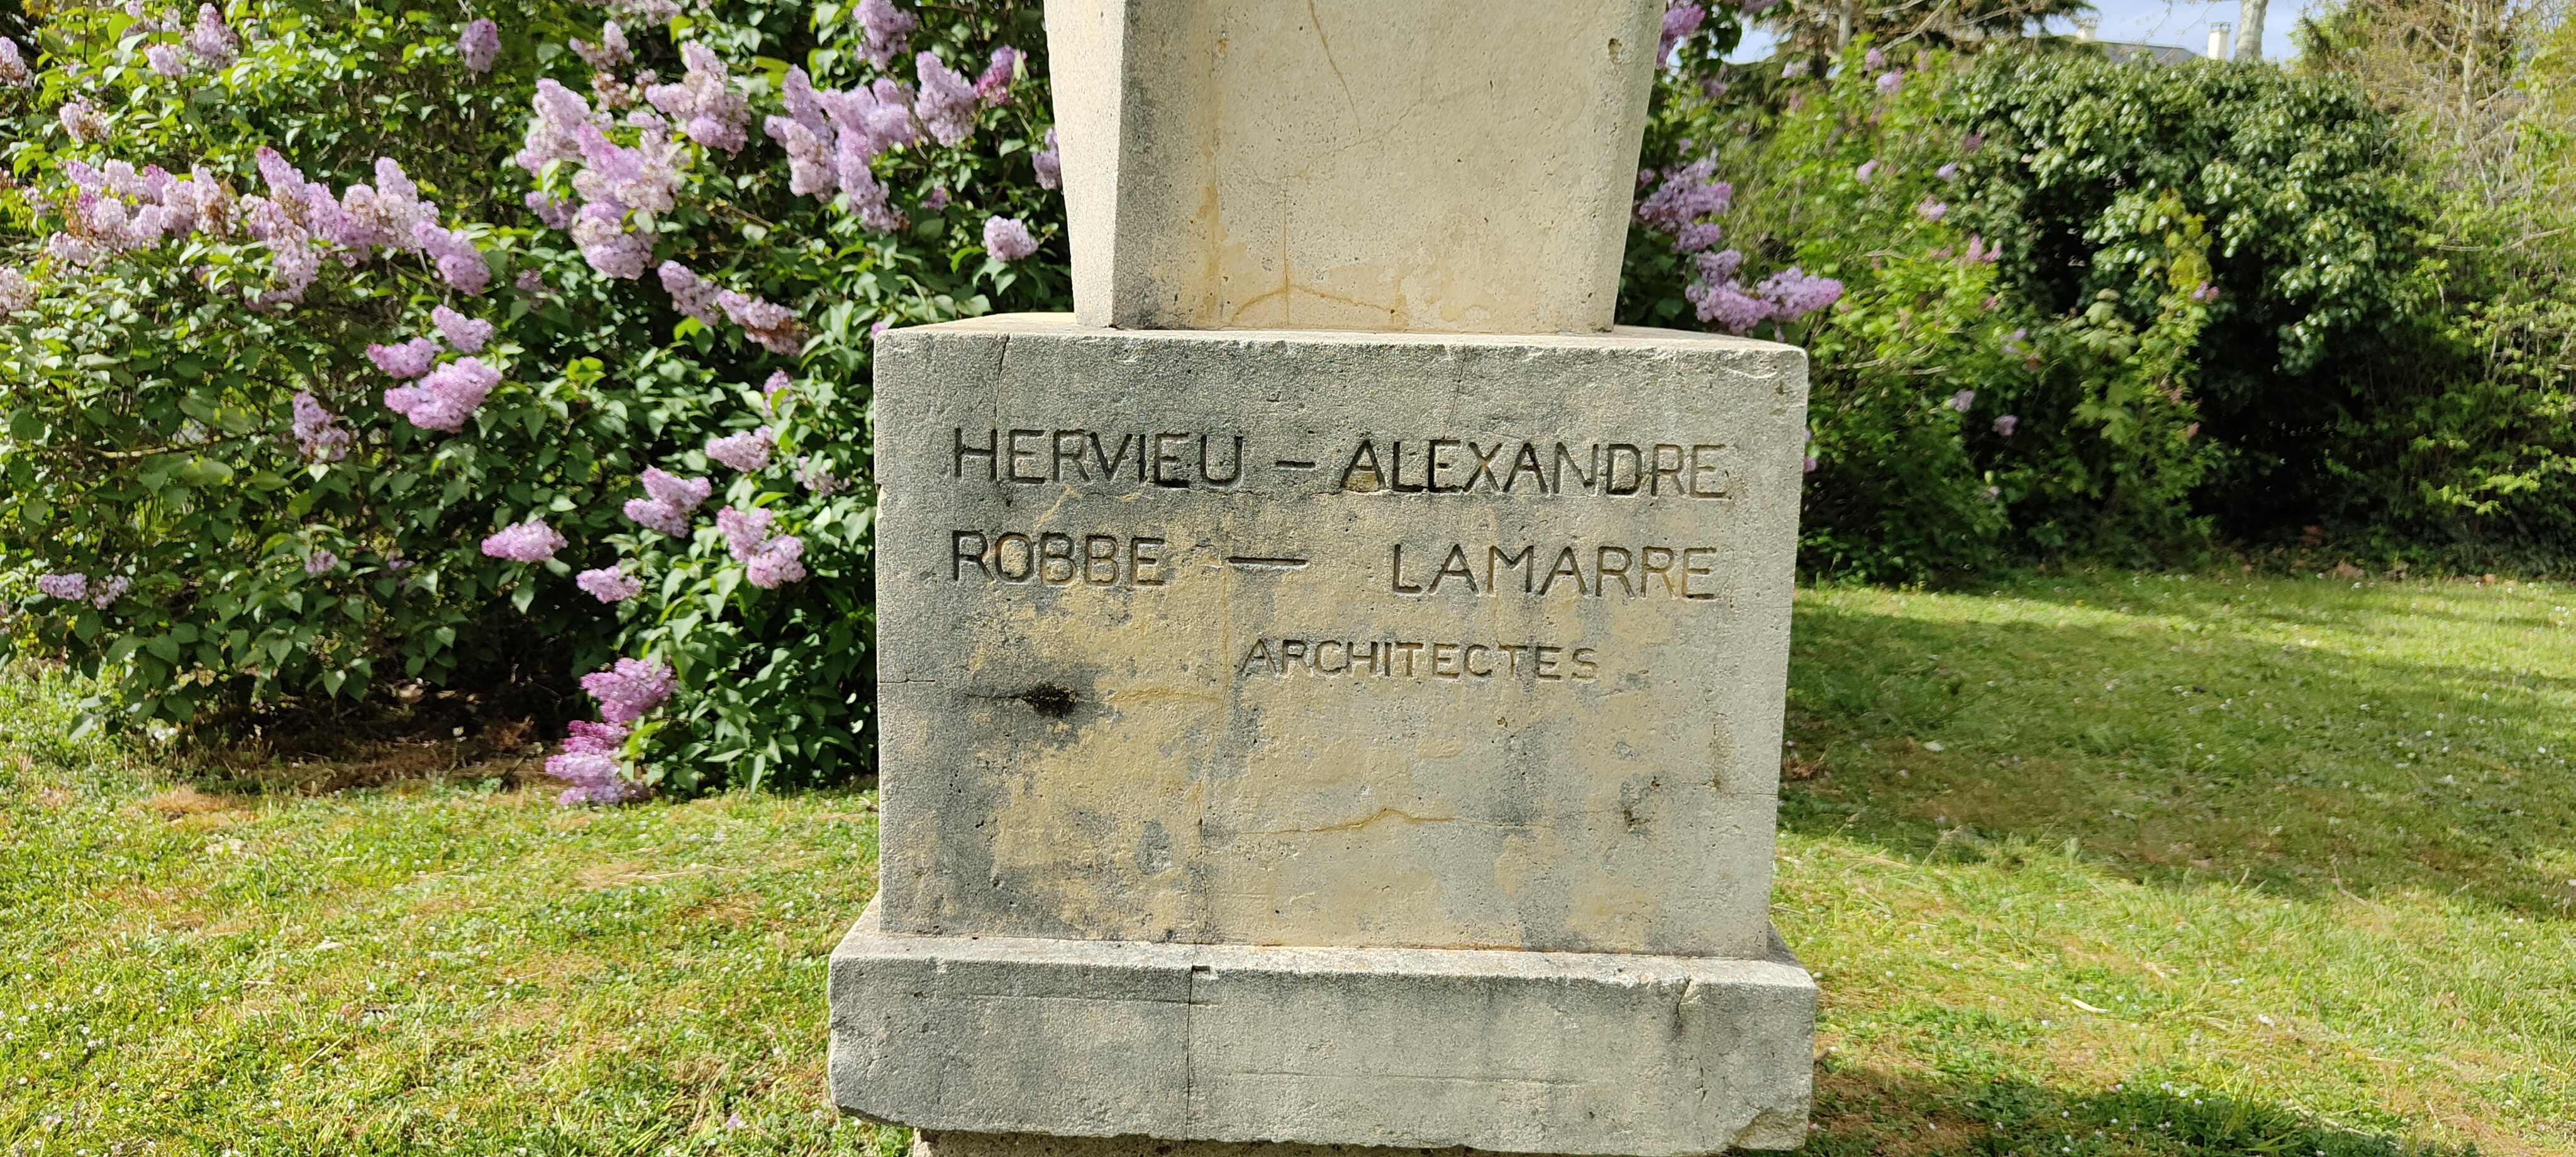 HERVIEU – ALEXANDRE
ROBBE — LAMARRE
ARCHITECTES